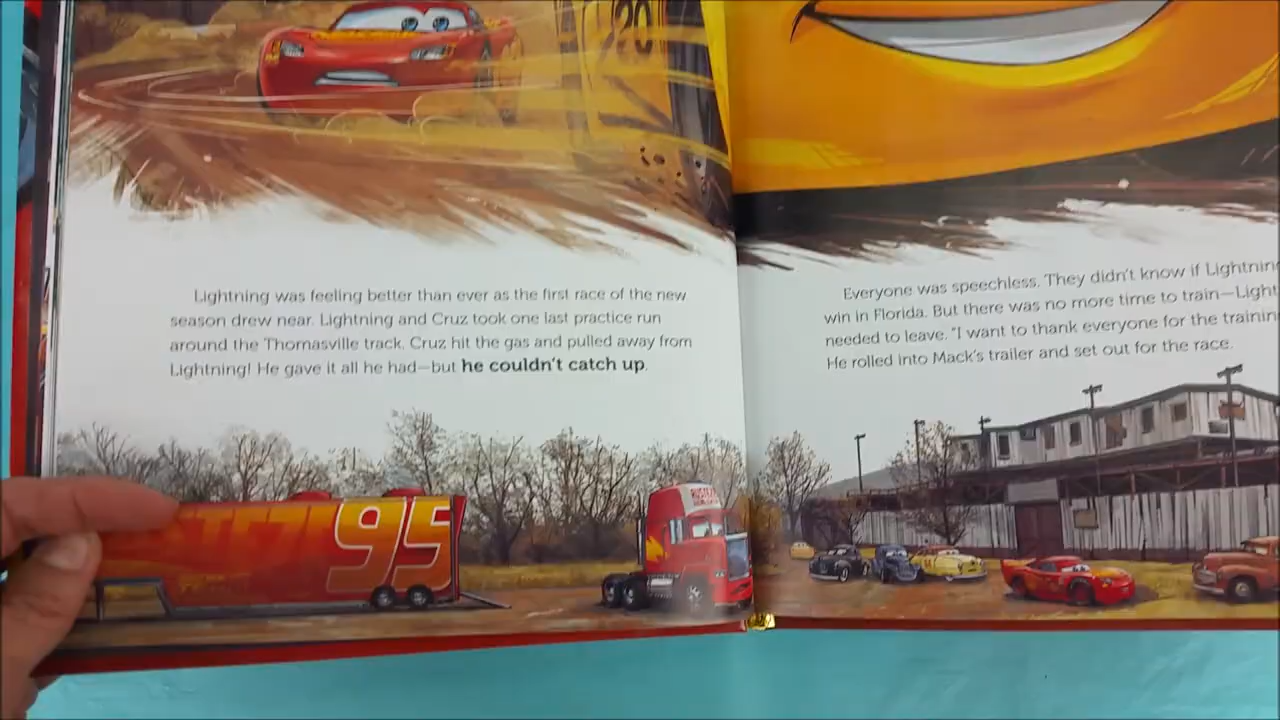 20
Lightning was feeling better than ever as the first race of the new
season drew near. Lightning and Cruz took one last practice run
around the Thomasville track. Cruz hit the gas and pulled away from
Lightning! He gave it all he had—but he couldn't catch up.
95
Everyone was speechless. They didn't know if Lightning
win in Florida. But there was no more time to train—Light
needed to leave. "I want to thank everyone for the training
He rolled into Mack's trailer and set out for the race.